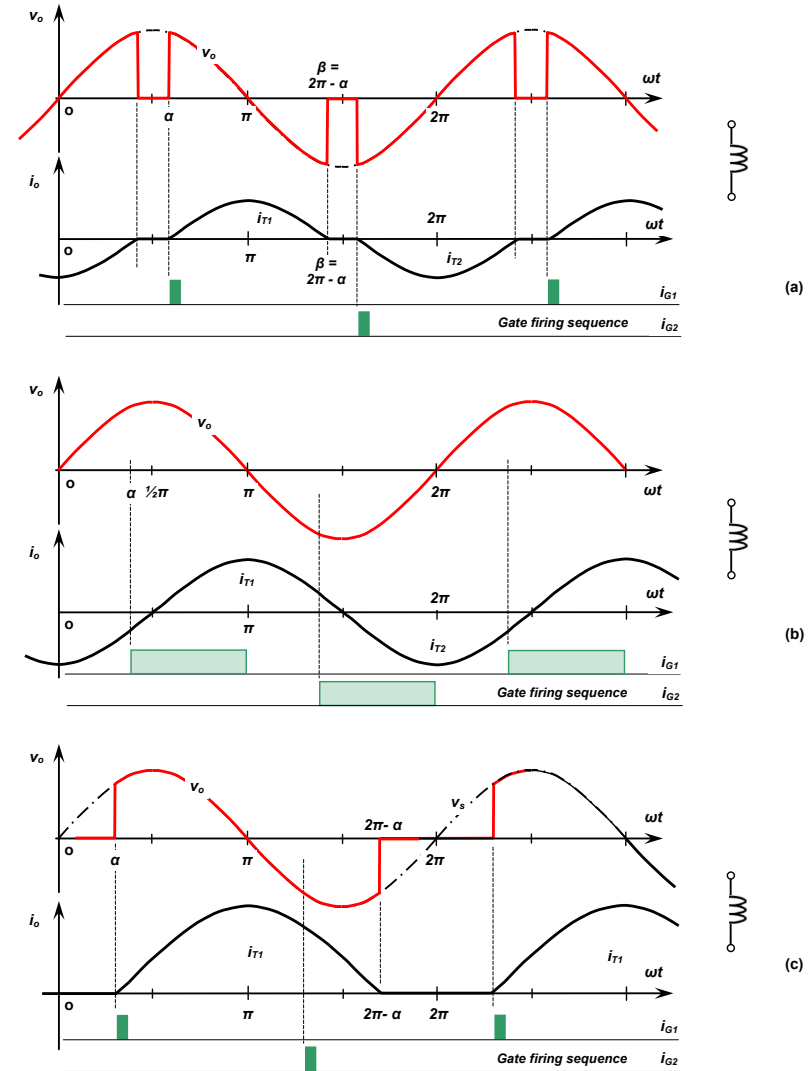 vo
vo
β =
2π - α
ωt
o
α
π
2π
io
iT1
2π
ωt
o
π
β =
2π - α
iT2
(a)
iG1
Gate firing sequence
iG2
vo
vo
o
α
½π
π
2π
ωt
io
iT1
2π
ωt
o
π
iT2
(b)
iG1
Gate firing sequence
iG2
vo
vo
vs
2π- α
ωt
o
α
π
2π
io
iT1
iT1
(c)
ωt
o
π
2π- α
2π
iG1
Gate firing sequence
iG2